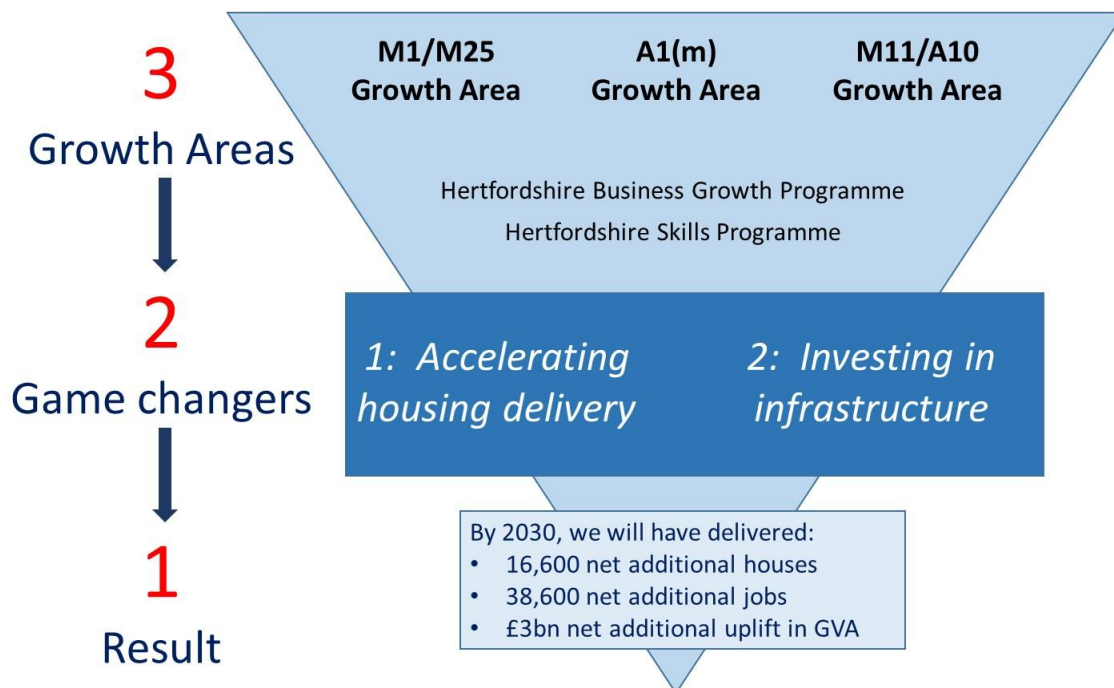 3
Growth Areas
2
Game changers
1
Result
M1/M25
Growth Area
A1(m)
Growth Area
M11/A10
Growth Area
Hertfordshire Business Growth Programme
Hertfordshire Skills Programme
1:  Accelerating
housing delivery
2:  Investing in
infrastructure
By 2030, we will have delivered:
• 16,600 net additional houses
• 38,600 net additional jobs
• £3bn net additional uplift in GVA